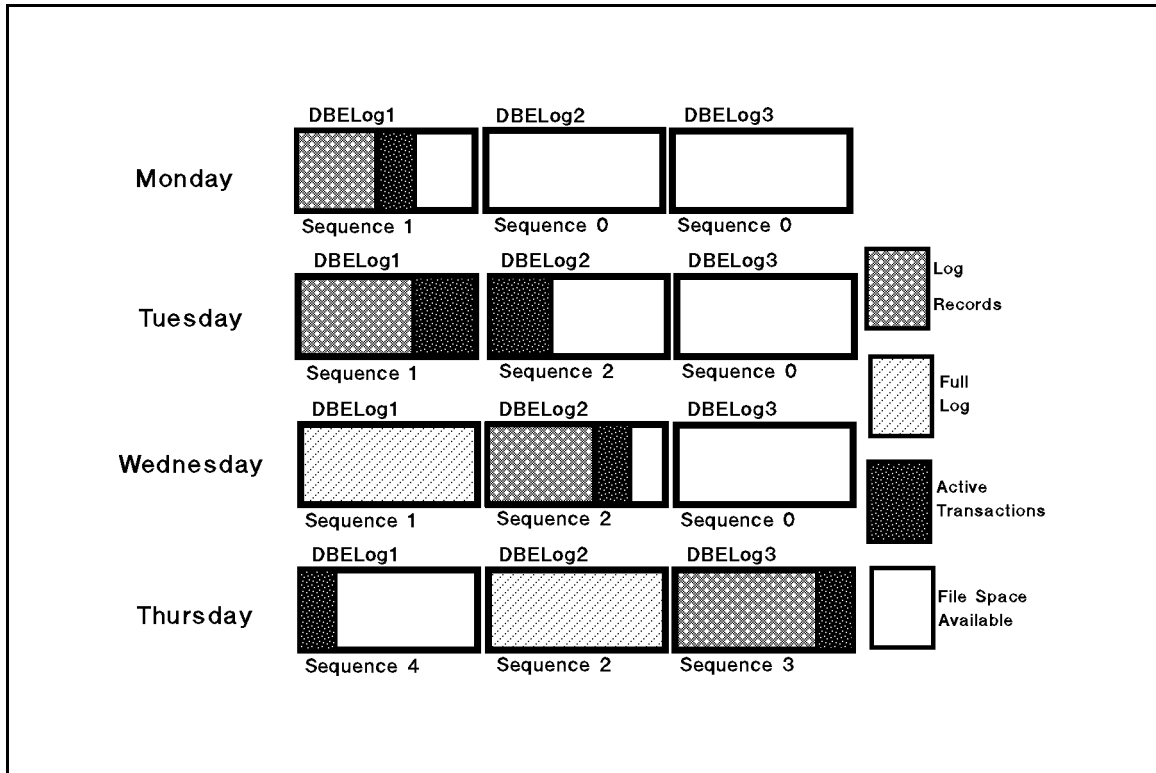 DBELog1 DBELog2 DBELog3
Monday
Sequence 1 Sequence 0 Sequence 0
DBELog1 DBELog2 DBELog3
Tuesday
Sequence 1 Sequence 2 Sequence 0
DBELog1 DBELog2 DBELog3
Wednesday
Sequence 1 Sequence 2 Sequence 0
DBELog1 DBELog2 DBELog3
Thursday
Sequence 4 Sequence 2 Sequence 3
Log
Records
Full
Log
Active
Transactions
File Space
Available